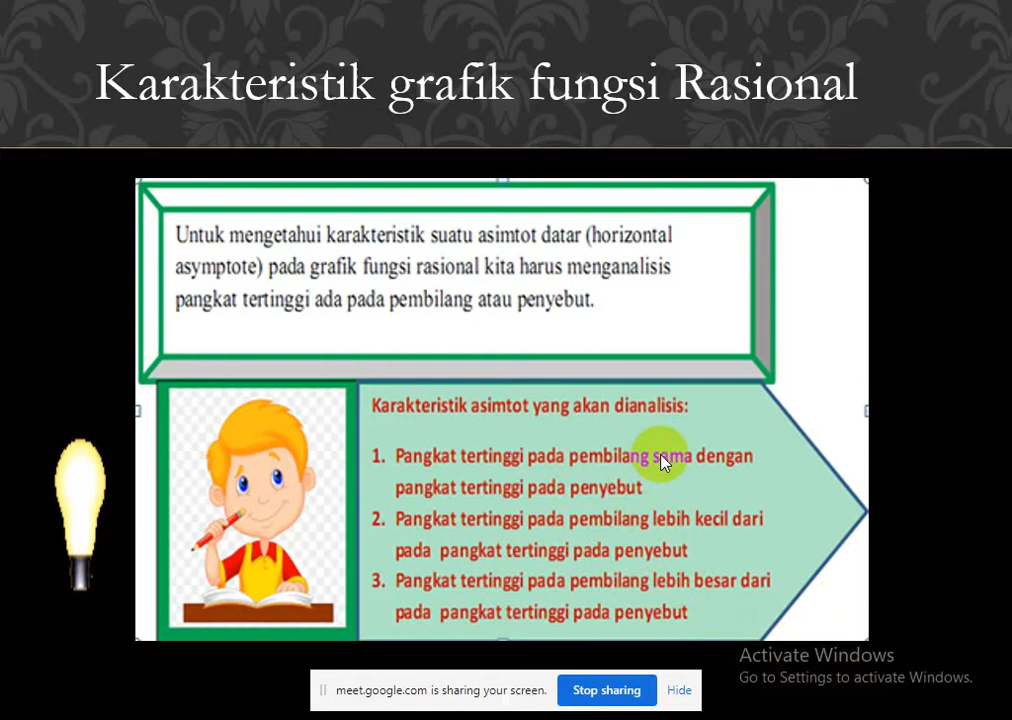 Karakteristik grafik fungsi Rasional
Untuk mengetahui karakteristik suatu asimtot datar (horizontal
asymptote) pada grafik fungsi rasional kita harus menganalisis
pangkat tertinggi ada pada pembilang atau penyebut.
Karakteristik asimtot yang akan dianalisis:
1. Pangkat tertinggi pada pembilang sama dengan
pangkat tertinggi pada penyebut
2. Pangkat tertinggi pada pembilang lebih kecil dari
pada pangkat tertinggi pada penyebut
3. Pangkat tertinggi pada pembilang lebih besar dari
pada pangkat tertinggi pada penyebut
Activate Windows
Go to Settings to activate Windows.
meet.google.com is sharing your screen. Stop sharing Hide